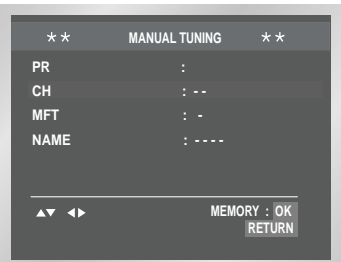 ** MANUAL TUNING **
PR :
CH : --
MFT : -
NAME : ----
▲▼ ◀▶ MEMORY : OK
RETURN